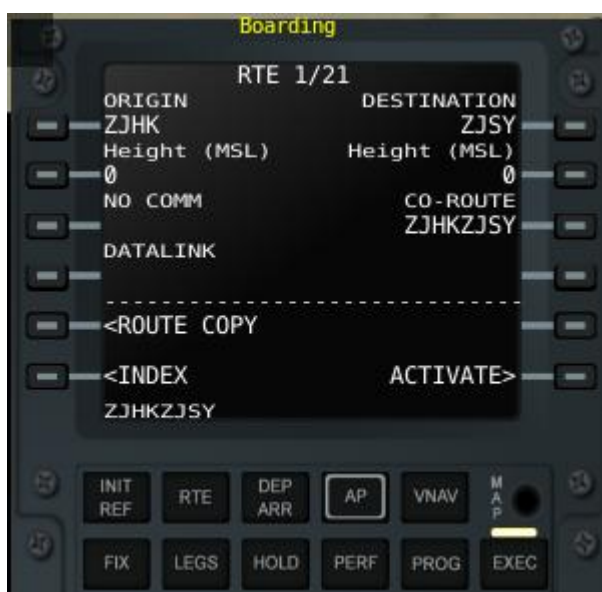 Boarding
RTE 1/21
ORIGIN DESTINATION
ZJHK ZJSY
Height (MSL) Height (MSL)
0 0
NO COMM CO-ROUTE
ZJHKZJSY
DATALINK
----------------------------------------
<ROUTE COPY
<INDEX ACTIVATE>
ZJHKZJSY
INIT REF RTE DEP ARR AP VNAV MAP
FIX LEGS HOLD PERF PROG EXEC